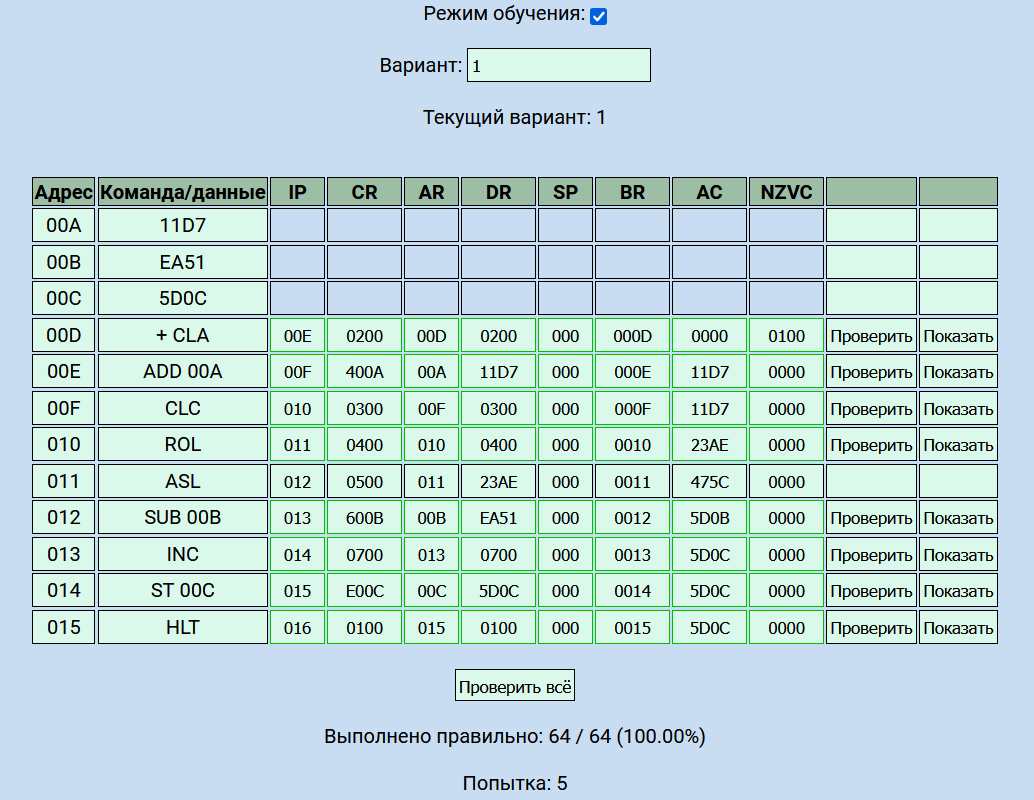 Режим обучения:
Вариант: 1
Текущий вариант: 1
Адрес Команда/данные IP CR AR DR SP BR AC NZVC
00A 11D7
00B EA51
00C 5D0C
00D + CLA 00E 0200 00D 0200 000 000D 0000 0100 Проверить Показать
00E ADD 00A 00F 400A 00A 11D7 000 000E 11D7 0000 Проверить Показать
00F CLC 010 0300 00F 0300 000 000F 11D7 0000 Проверить Показать
010 ROL 011 0400 010 0400 000 0010 23AE 0000 Проверить Показать
011 ASL 012 0500 011 23AE 000 0011 475C 0000
012 SUB 00B 013 600B 00B EA51 000 0012 5D0B 0000 Проверить Показать
013 INC 014 0700 013 0700 000 0013 5D0C 0000 Проверить Показать
014 ST 00C 015 E00C 00C 5D0C 000 0014 5D0C 0000 Проверить Показать
015 HLT 016 0100 015 0100 000 0015 5D0C 0000 Проверить Показать
Проверить всё
Выполнено правильно: 64 / 64 (100.00%)
Попытка: 5